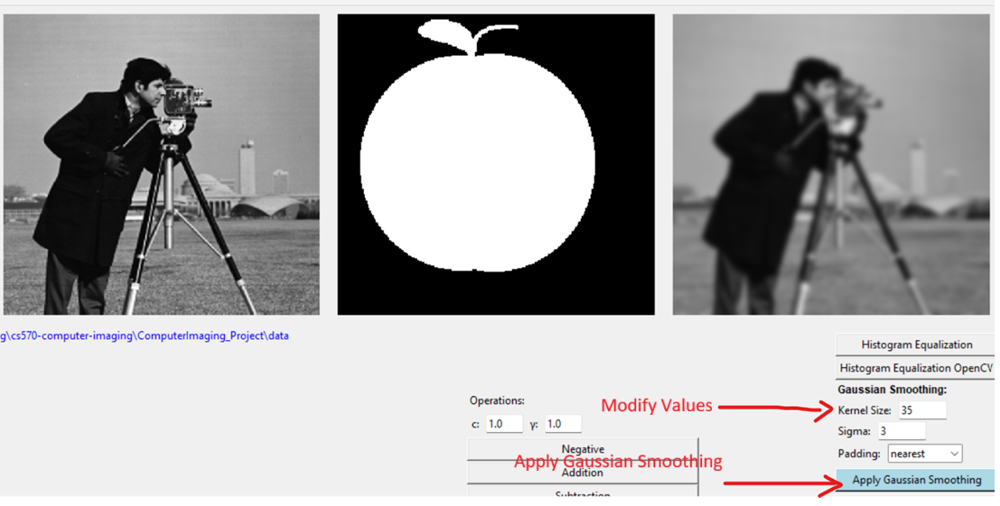 g\cs570-computer-imaging\ComputerImaging_Project\data
Histogram Equalization
Histogram Equalization OpenCV
Gaussian Smoothing:
Operations:
Modify Values
Kernel Size: 35
c: 1.0 γ: 1.0
Sigma: 3
Negative
Padding: nearest
Apply Gaussian Smoothing
Addition
Apply Gaussian Smoothing
Subtraction